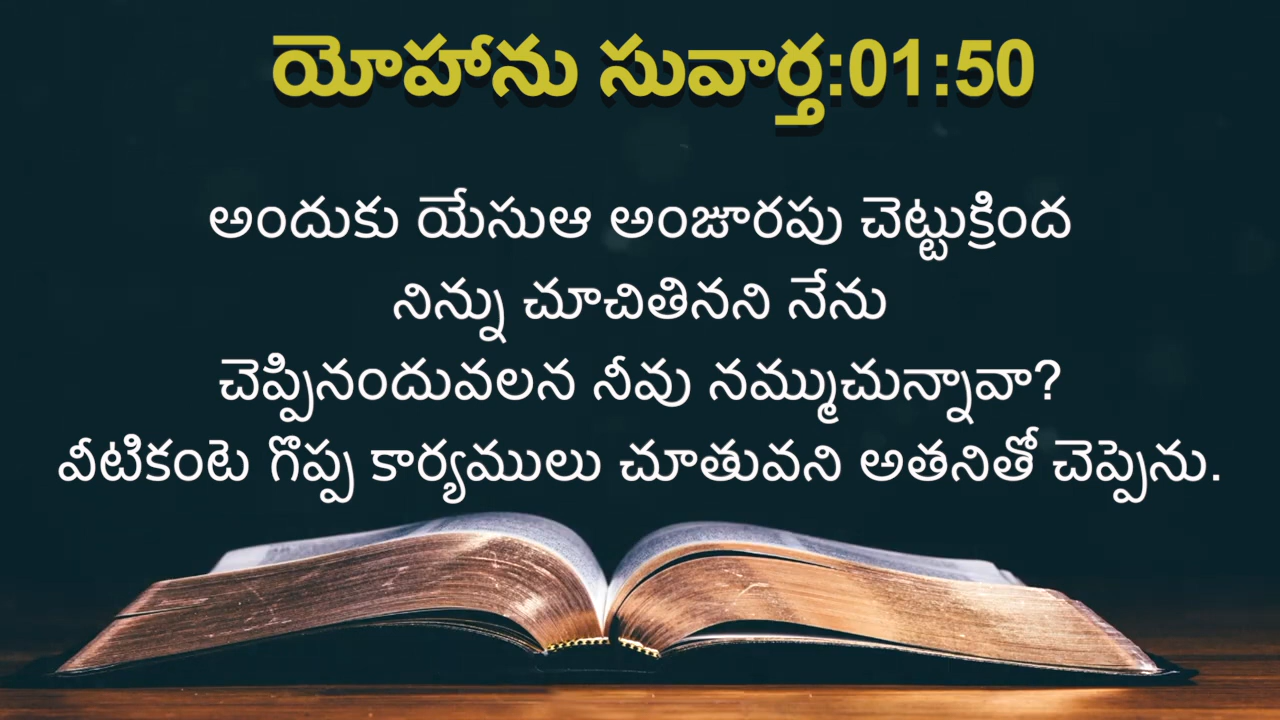 యోహాను సువార్త:01:50
అందుకు యేసుఆ అంజూరపు చెట్టుక్రింద
నిన్ను చూచితినని నేను
చెప్పినందువలన నీవు నమ్ముచున్నావా?
వీటికంటె గొప్ప కార్యములు చూతువని అతనితో చెప్పెను.